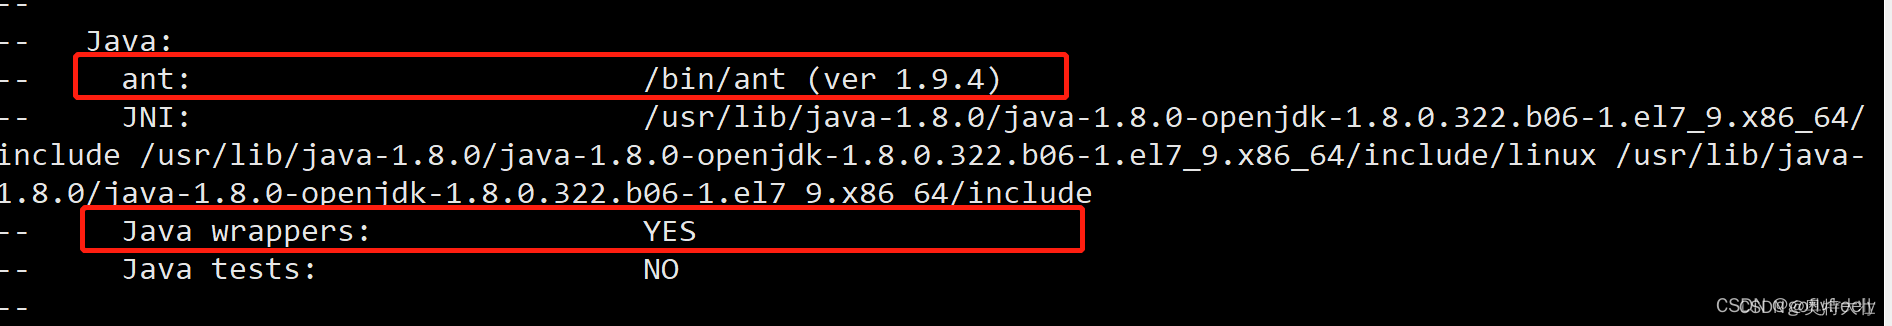 --
-- Java:
-- ant: /bin/ant (ver 1.9.4)
-- JNI: /usr/lib/java-1.8.0/java-1.8.0-openjdk-1.8.0.322.b06-1.el7_9.x86_64/
include /usr/lib/java-1.8.0/java-1.8.0-openjdk-1.8.0.322.b06-1.el7_9.x86_64/include/linux /usr/lib/java-
1.8.0/java-1.8.0-openjdk-1.8.0.322.b06-1.el7_9.x86_64/include
-- Java wrappers: YES
-- Java tests: NO
--
CSDN